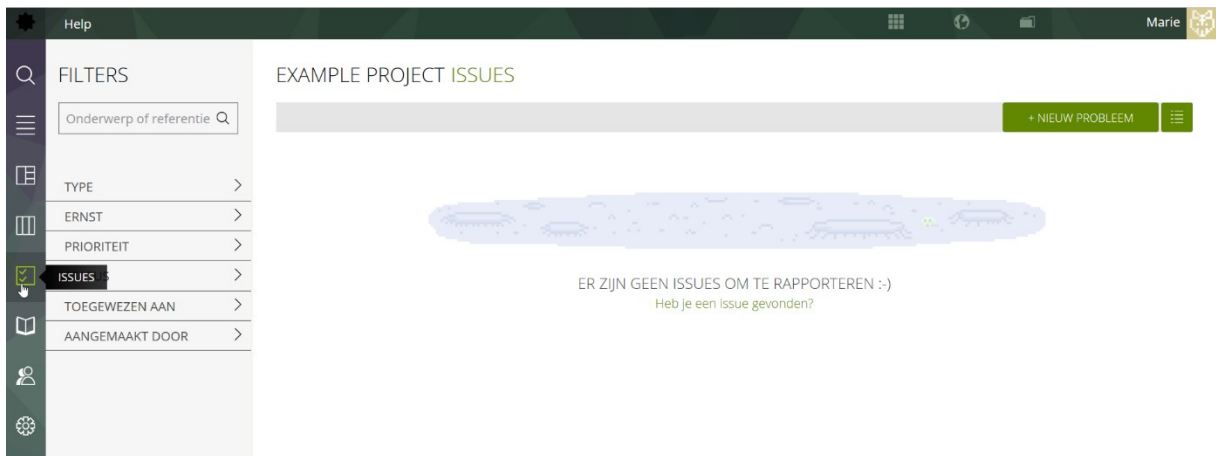 Help
Marie
FILTERS
Onderwerp of referentie
TYPE
ERNST
PRIORITEIT
ISSUES
TOEGEWEZEN AAN
AANGEMAAKT DOOR
EXAMPLE PROJECT ISSUES
+ NIEUW PROBLEEM
ER ZIJN GEEN ISSUES OM TE RAPPORTEREN :-)
Heb je een issue gevonden?